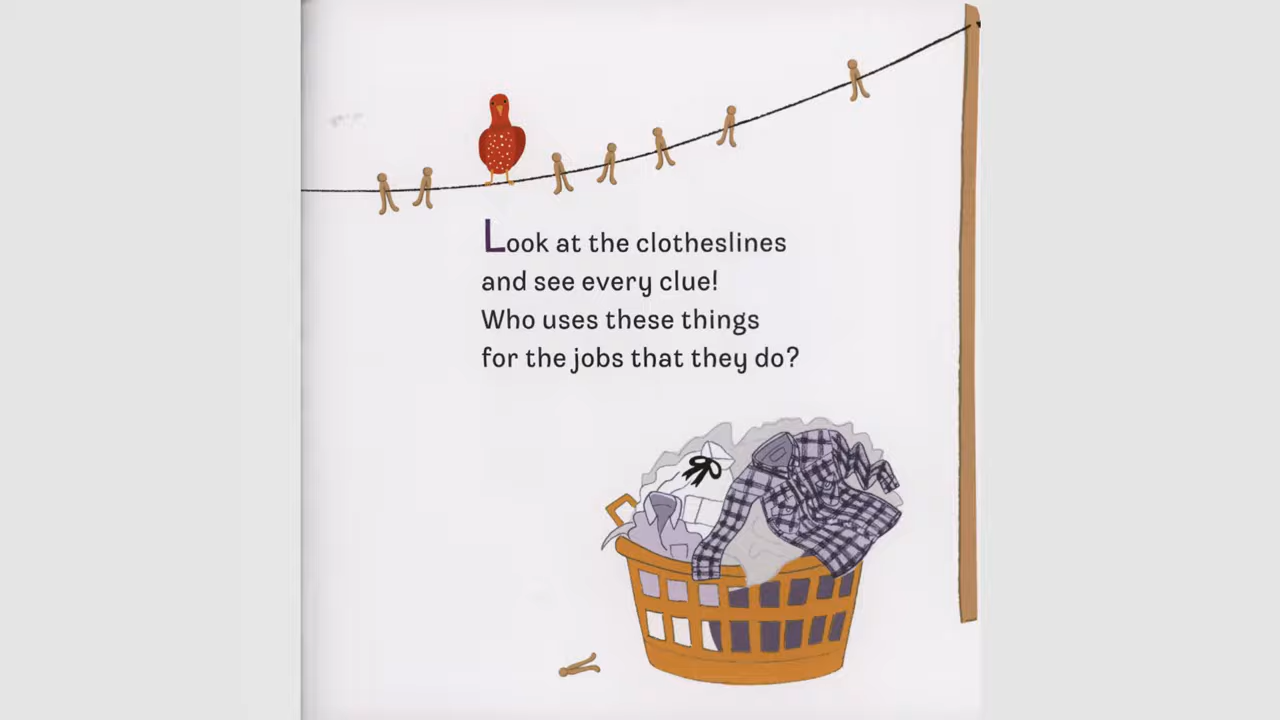 Look at the clotheslines
and see every clue!
Who uses these things
for the jobs that they do?